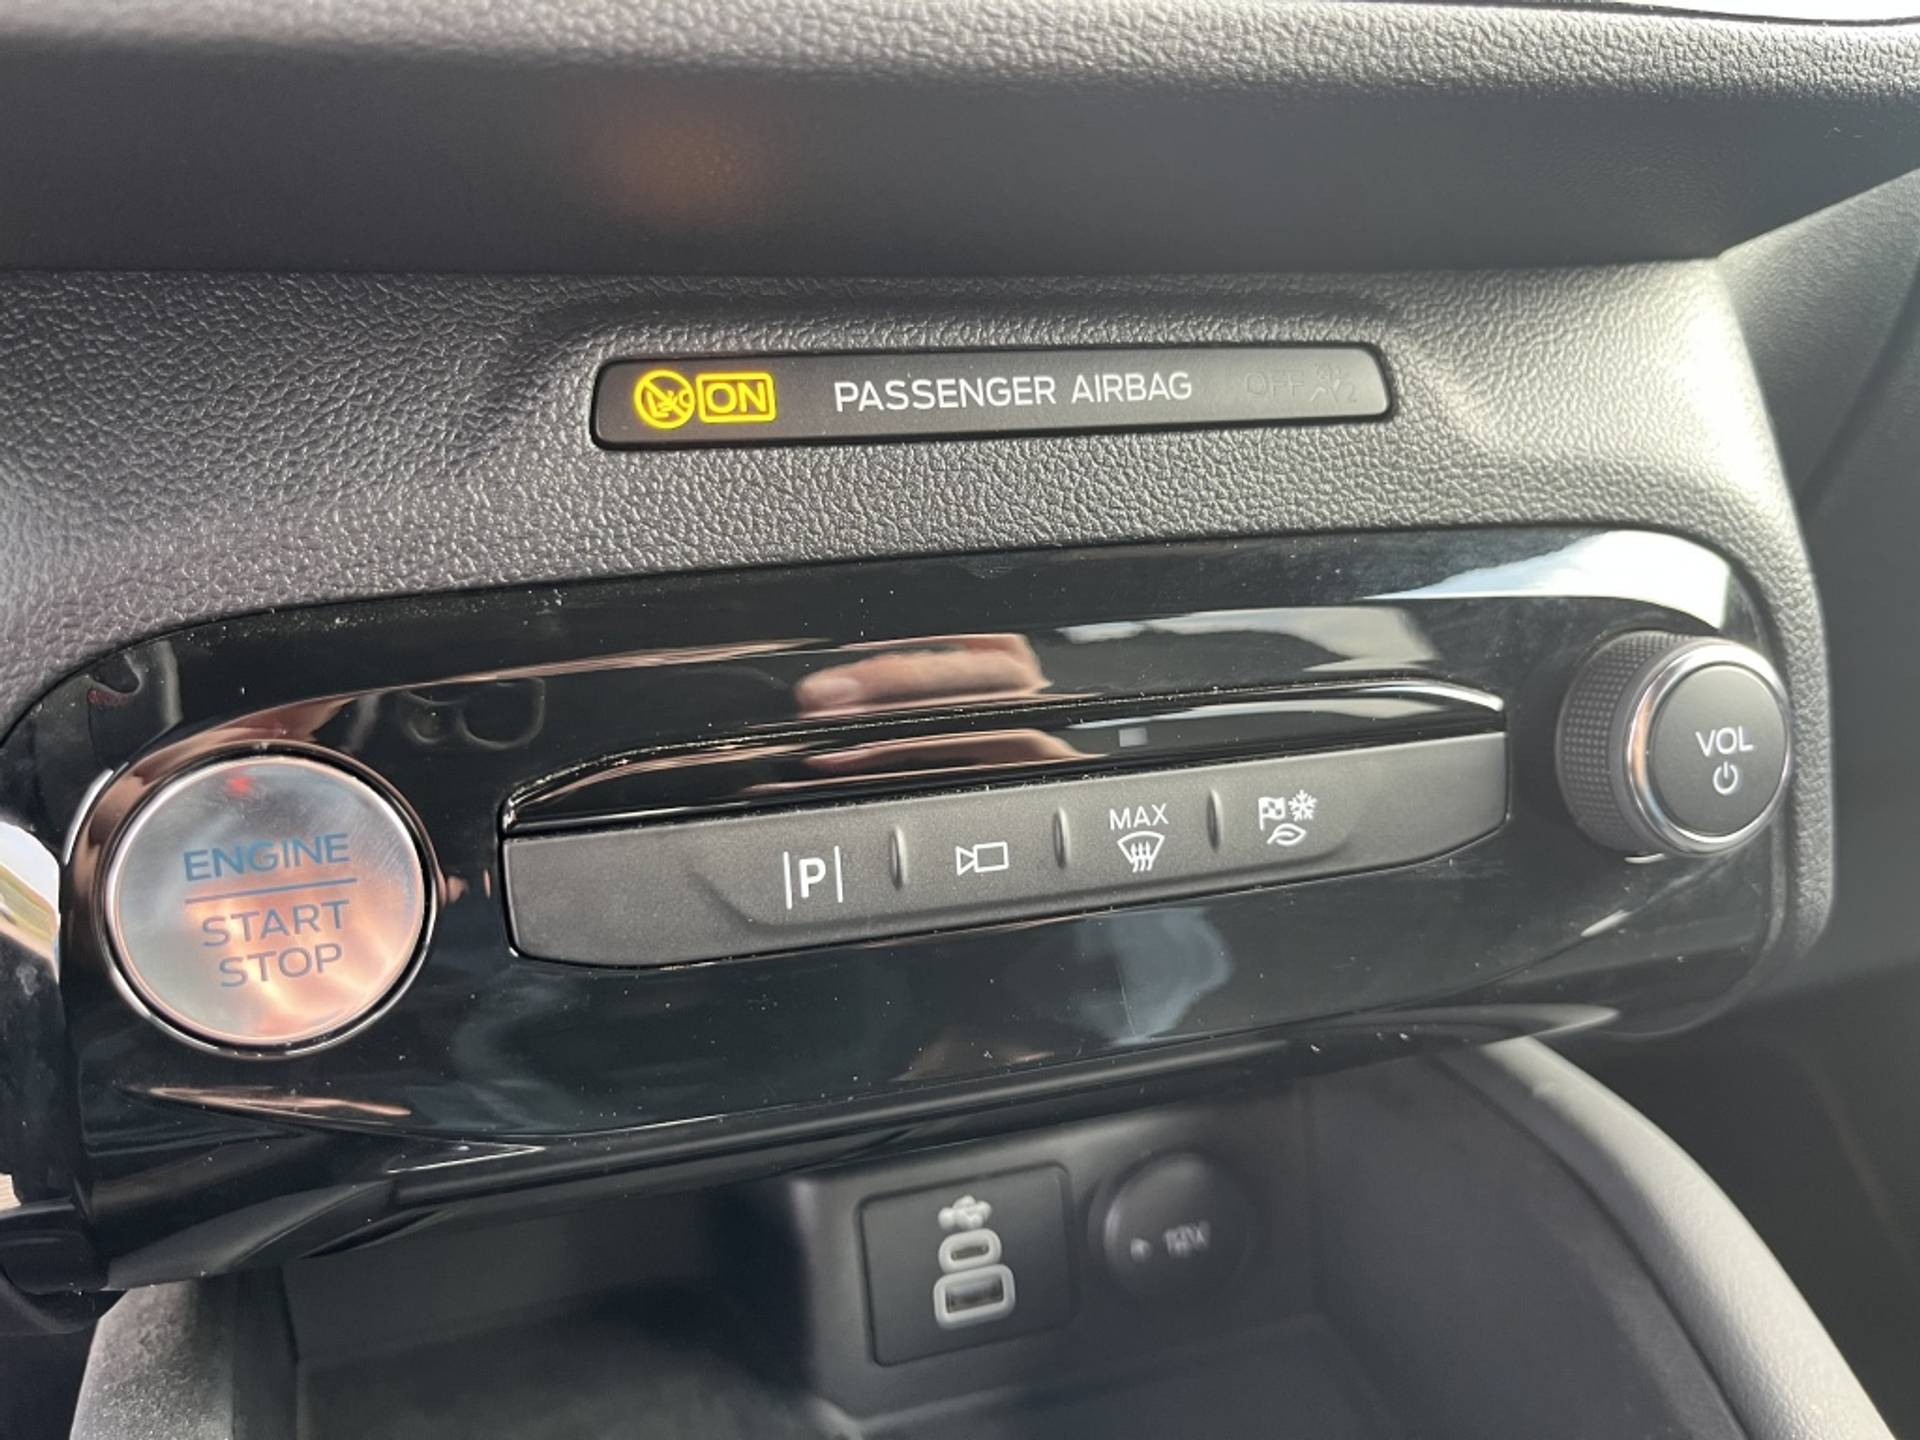 ON PASSENGER AIRBAG OFF
ENGINE
START
STOP
P
MAX
VOL